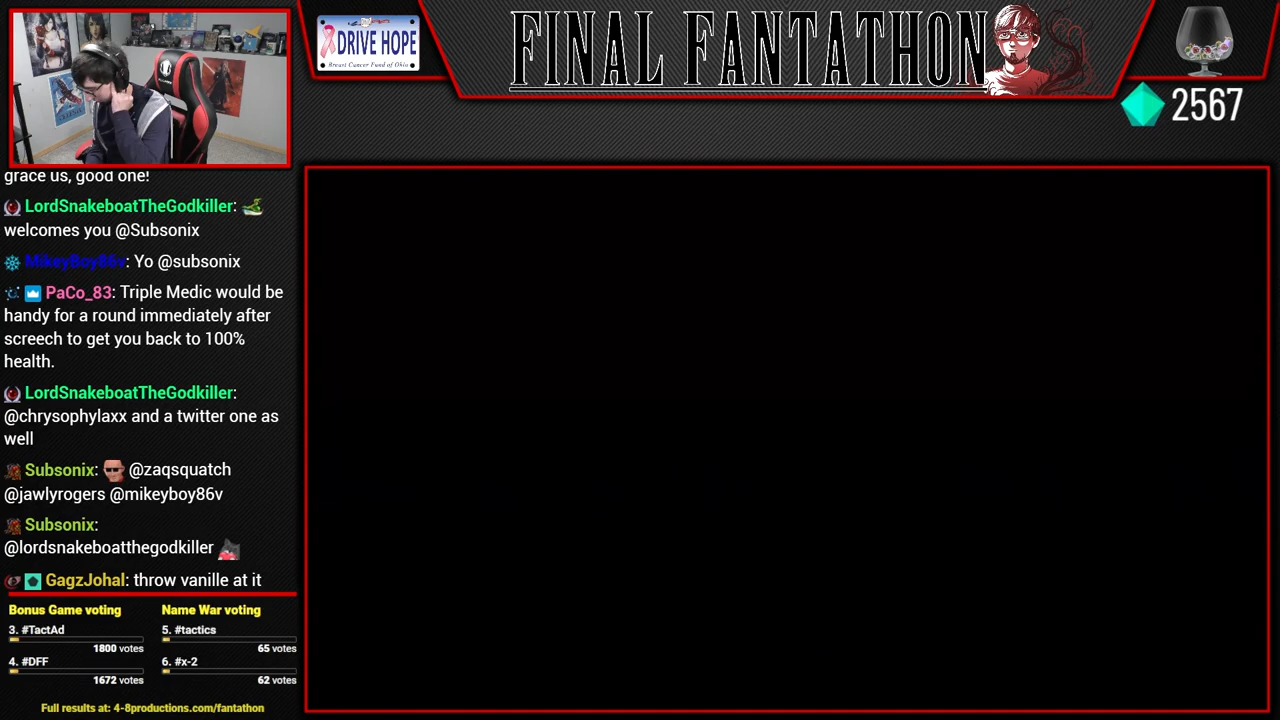 DRIVE HOPE
Breast Cancer Fund of Ohio
FINAL FANTATHON
2567
grace us, good one!
LordSnakeboatTheGodkiller:
welcomes you @Subsonix
MikeyBoy86v: Yo @subsonix
PaCo_83: Triple Medic would be
handy for a round immediately after
screech to get you back to 100%
health.
LordSnakeboatTheGodkiller:
@chrysophylaxx and a twitter one as
well
Subsonix: @zaqsquatch
@jawlyrogers @mikeyboy86v
Subsonix:
@lordsnakeboatthegodkiller
GagzJohal: throw vanille at it
Bonus Game voting
3. #TactAd
1800 votes
4. #DFF
1672 votes
Name War voting
5. #tactics
65 votes
6. #x-2
62 votes
Full results at: 4-8productions.com/fantathon